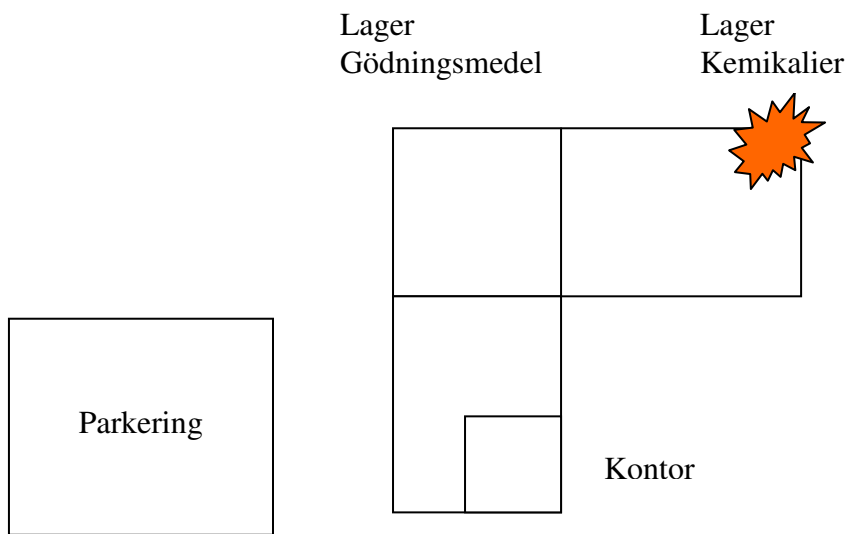 Lager
Gödningsmedel
Lager
Kemikalier
Parkering
Kontor